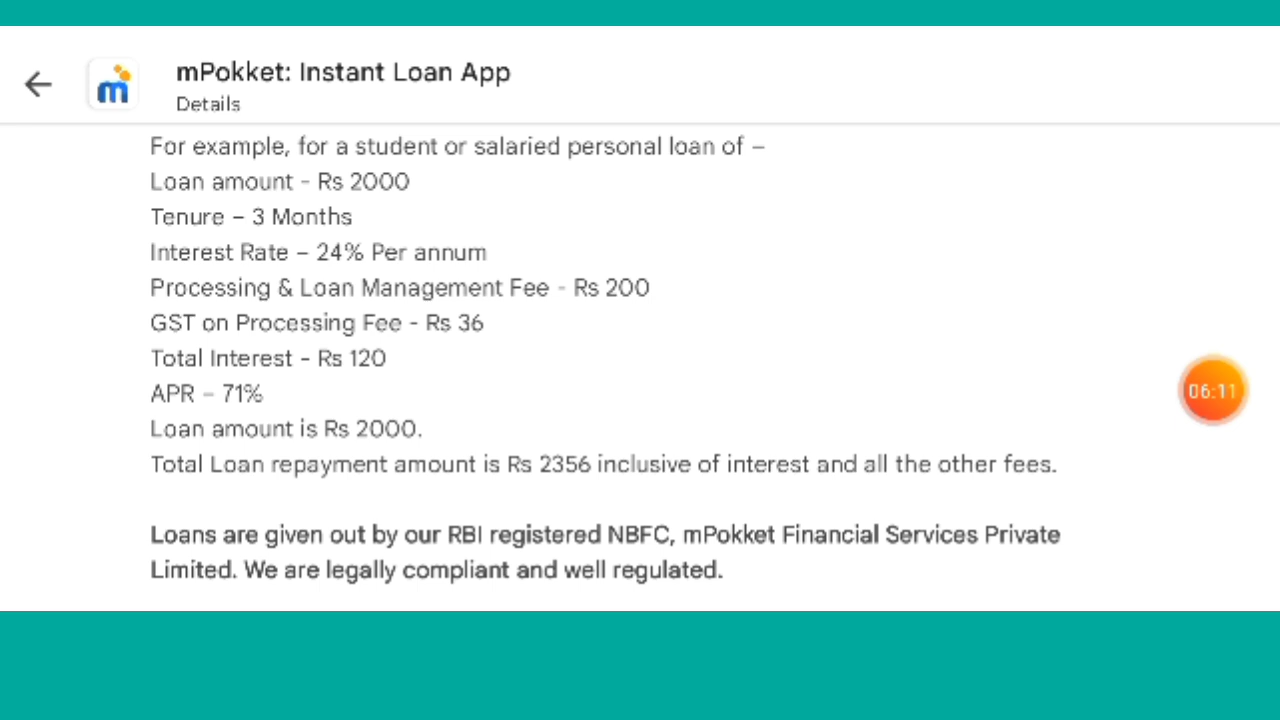 mPokket: Instant Loan App
Details
For example, for a student or salaried personal loan of –
Loan amount - Rs 2000
Tenure – 3 Months
Interest Rate – 24% Per annum
Processing & Loan Management Fee - Rs 200
GST on Processing Fee - Rs 36
Total Interest - Rs 120
APR – 71%
Loan amount is Rs 2000.
Total Loan repayment amount is Rs 2356 inclusive of interest and all the other fees.
Loans are given out by our RBI registered NBFC, mPokket Financial Services Private
Limited. We are legally compliant and well regulated.
06:11